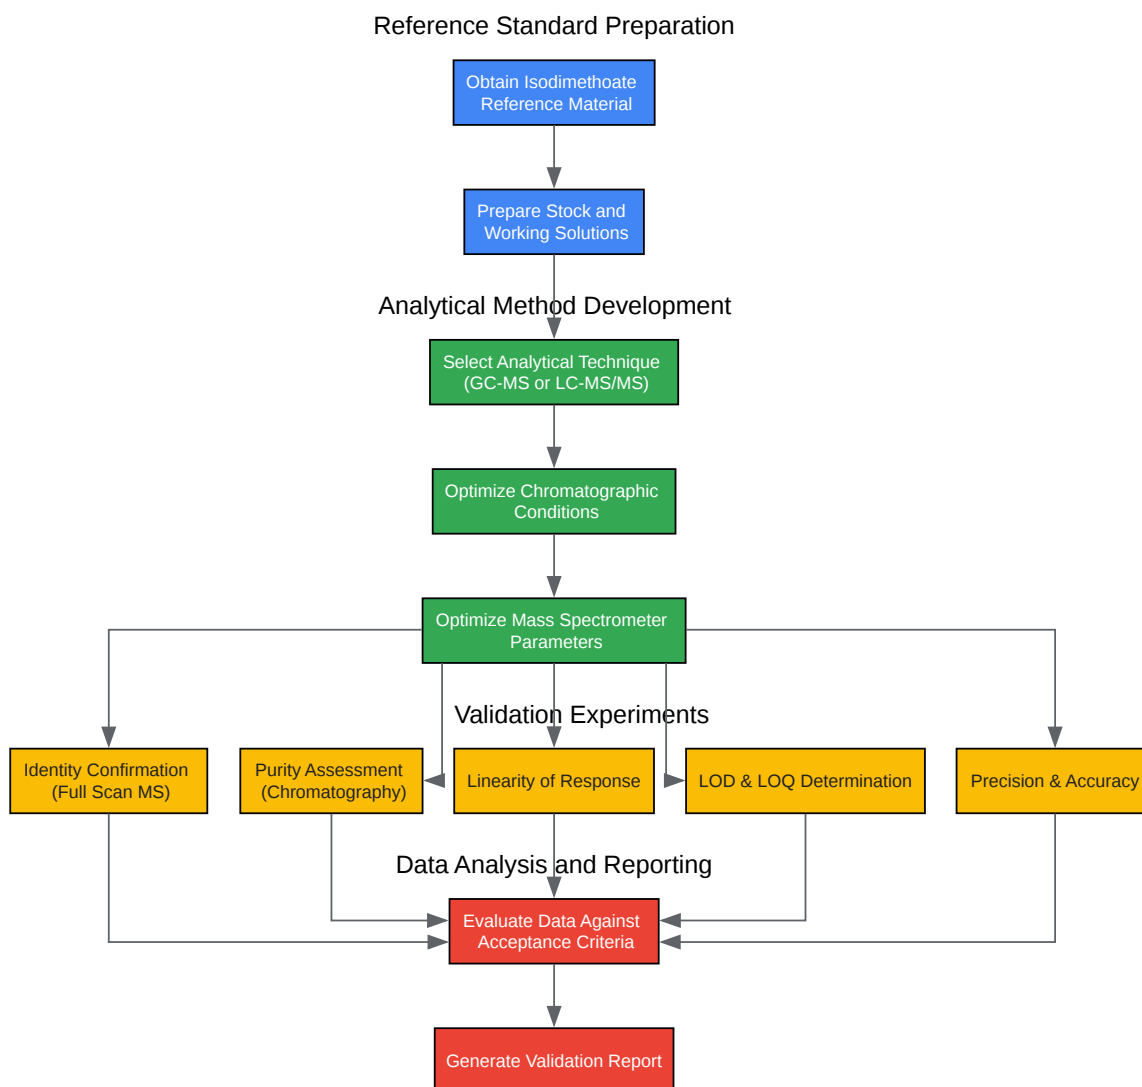 Reference Standard Preparation
Obtain Isodimethoate
Reference Material
Prepare Stock and
Working Solutions
Analytical Method Development
Select Analytical Technique
(GC-MS or LC-MS/MS)
Optimize Chromatographic
Conditions
Optimize Mass Spectrometer
Parameters
Validation Experiments
Identity Confirmation
(Full Scan MS)
Purity Assessment
(Chromatography)
Linearity of Response
LOD & LOQ Determination
Precision & Accuracy
Data Analysis and Reporting
Evaluate Data Against
Acceptance Criteria
Generate Validation Report